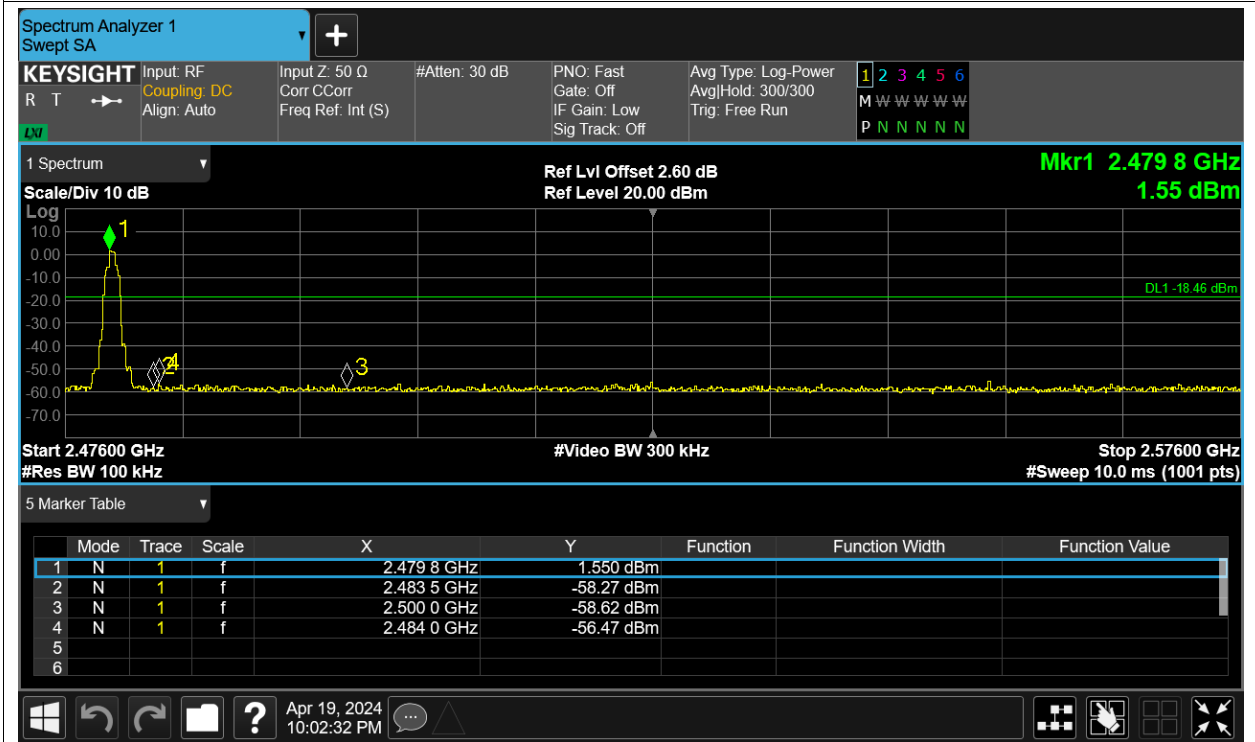 Spectrum Analyzer 1
Swept SA
+
KEYSIGHT Input: RF Input Z: 50 Ω #Atten: 30 dB PNO: Fast Avg Type: Log-Power 1 2 3 4 5 6
R T Coupling: DC Corr CCorr Gate: Off Avg|Hold: 300/300 M W W W W W
Align: Auto Freq Ref: Int (S) IF Gain: Low Trig: Free Run
LXI Sig Track: Off P N N N N N
1 Spectrum Ref Lvl Offset 2.60 dB Mkr1 2.479 8 GHz
Scale/Div 10 dB Ref Level 20.00 dBm 1.55 dBm
Log
10.0 1
0.00
-10.0
DL1 -18.46 dBm
-20.0
-30.0
-40.0
2 4 3
-50.0
-60.0
-70.0
Start 2.47600 GHz #Video BW 300 kHz Stop 2.57600 GHz
#Res BW 100 kHz #Sweep 10.0 ms (1001 pts)
5 Marker Table
Mode Trace Scale X Y Function Function Width Function Value
1 N 1 f 2.479 8 GHz 1.550 dBm
2 N 1 f 2.483 5 GHz -58.27 dBm
3 N 1 f 2.500 0 GHz -58.62 dBm
4 N 1 f 2.484 0 GHz -56.47 dBm
5
6
? Apr 19, 2024
10:02:32 PM